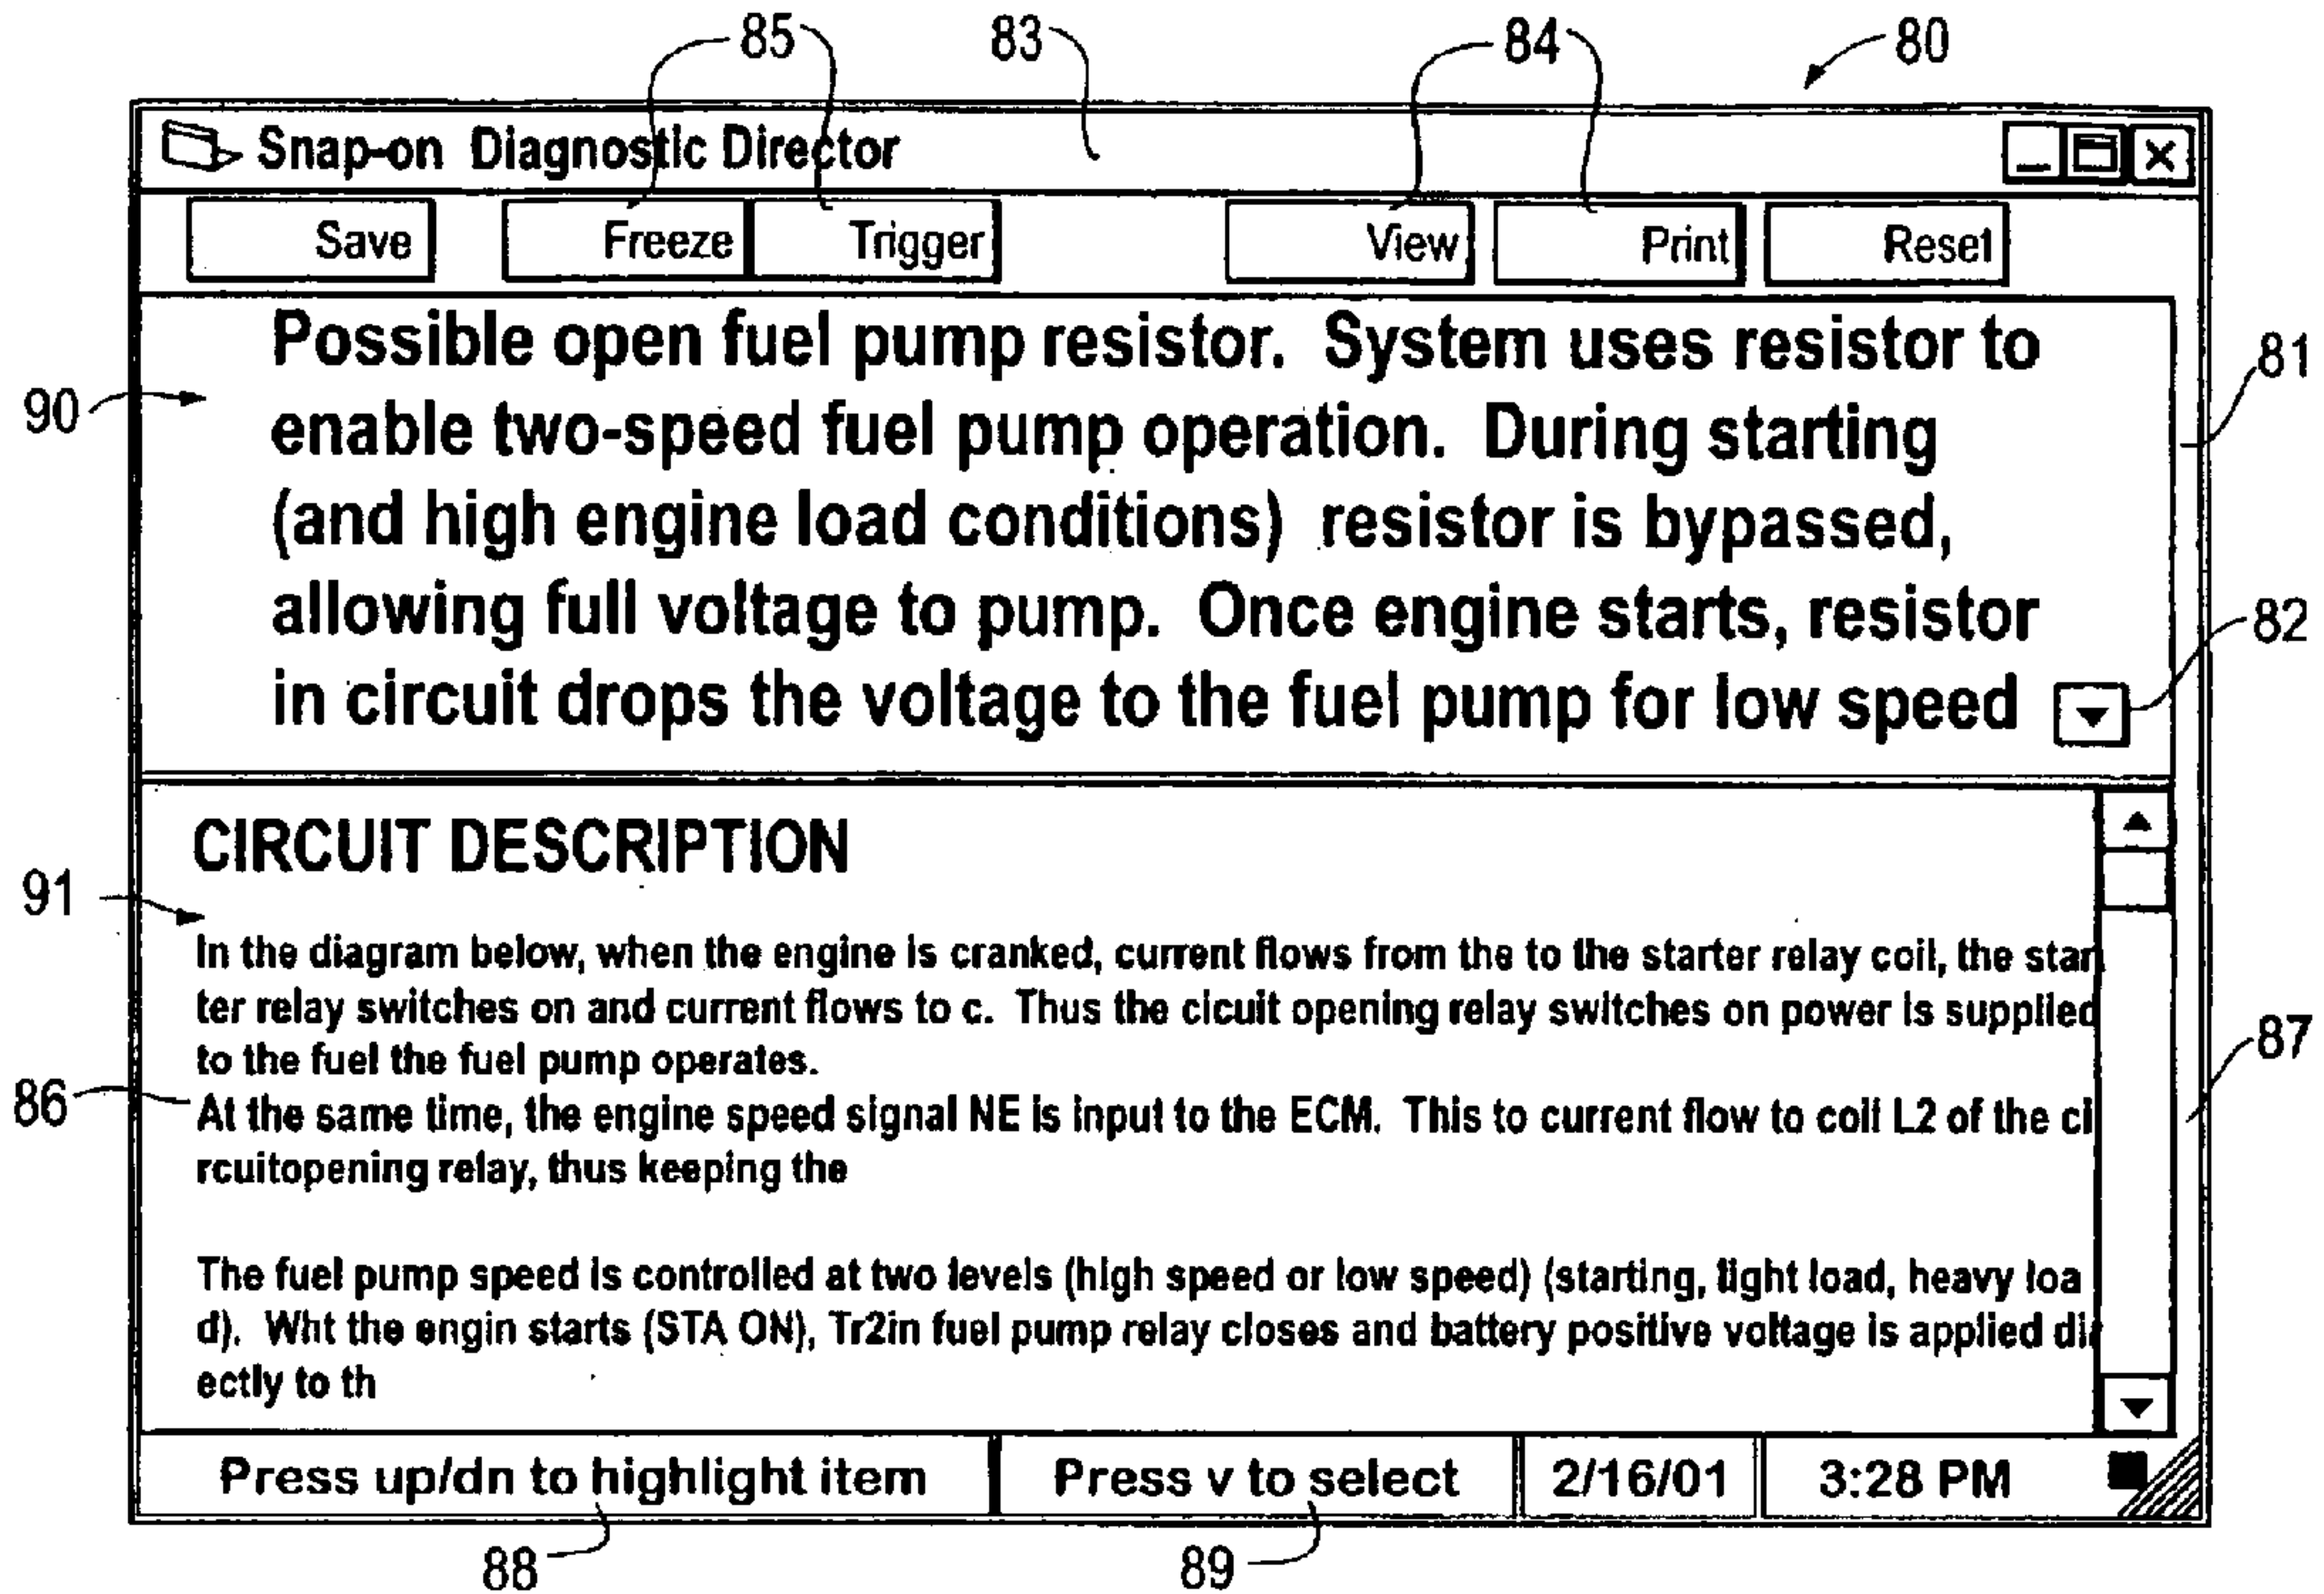 85 83 84 80
Snap-on Diagnostic Director
Save Freeze Trigger View Print Reset
Possible open fuel pump resistor. System uses resistor to
81
90
enable two-speed fuel pump operation. During starting
(and high engine load conditions) resistor is bypassed,
allowing full voltage to pump. Once engine starts, resistor
82
in circuit drops the voltage to the fuel pump for low speed
CIRCUIT DESCRIPTION
91
In the diagram below, when the engine is cranked, current flows from the to the starter relay coil, the star
ter relay switches on and current flows to c. Thus the cicuit opening relay switches on power is supplied
87
to the fuel the fuel pump operates.
86
At the same time, the engine speed signal NE is input to the ECM. This to current flow to coil L2 of the ci
rcuitopening relay, thus keeping the
The fuel pump speed is controlled at two levels (high speed or low speed) (starting, light load, heavy loa
d). Wht the engin starts (STA ON), Tr2in fuel pump relay closes and battery positive voltage is applied dir
ectly to th
Press up/dn to highlight item Press v to select 2/16/01 3:28 PM
88 89